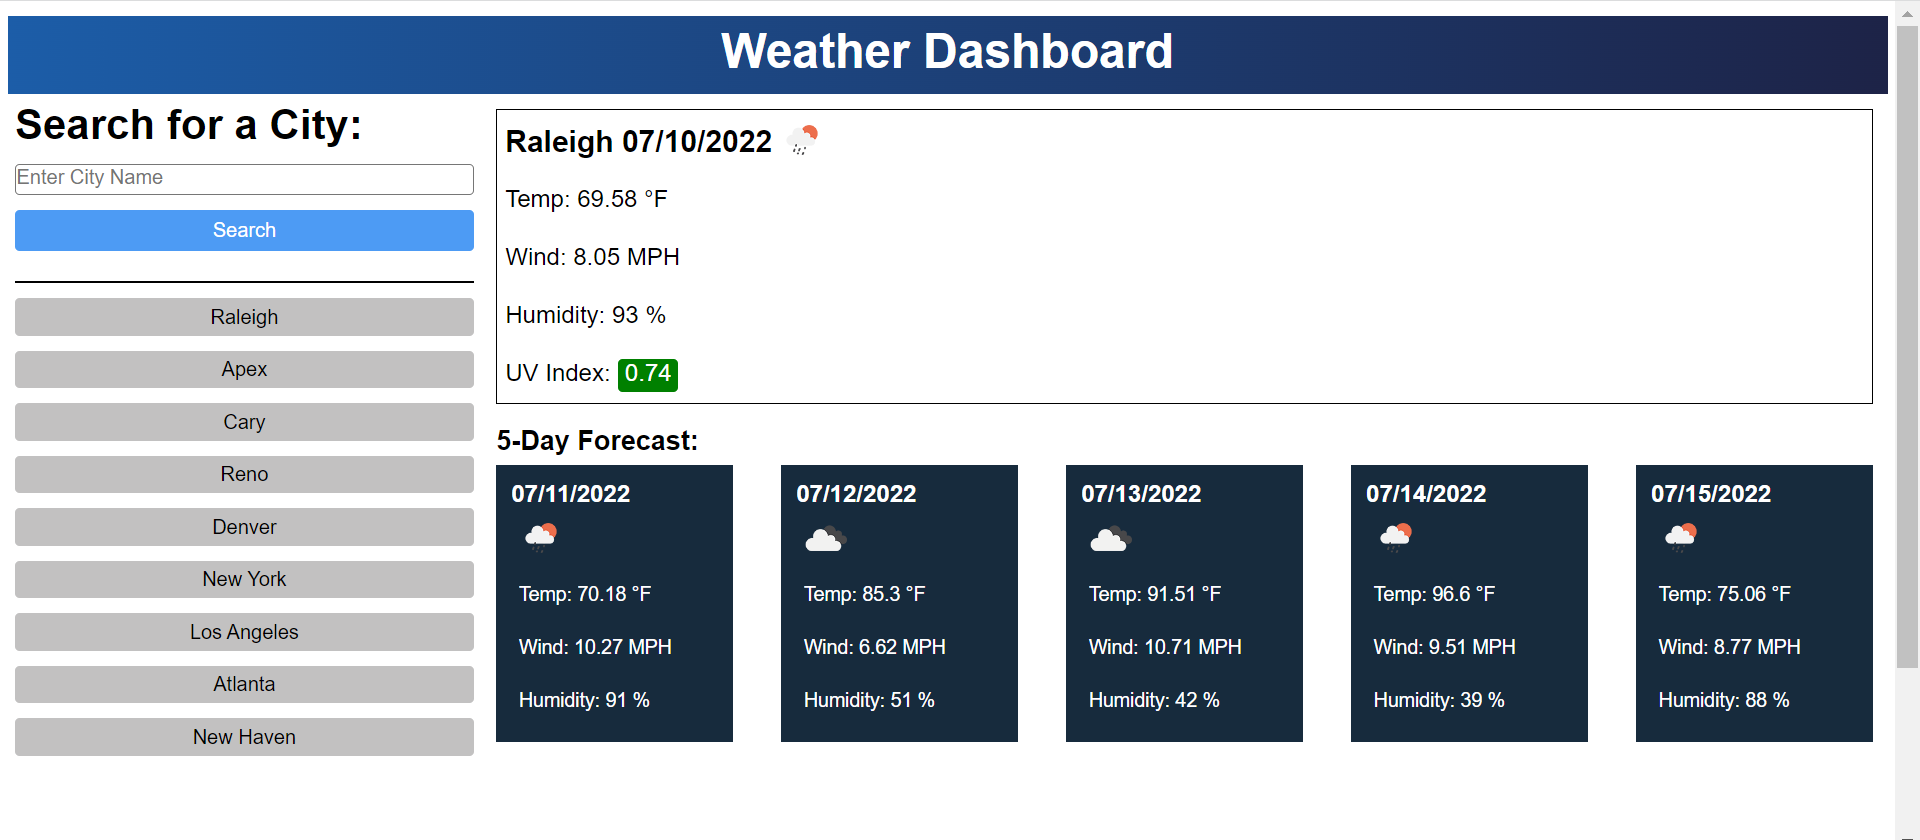 Weather Dashboard
Search for a City:
Enter City Name
Search
Raleigh
Apex
Cary
Reno
Denver
New York
Los Angeles
Atlanta
New Haven
Raleigh 07/10/2022
Temp: 69.58 °F
Wind: 8.05 MPH
Humidity: 93 %
UV Index: 0.74
5-Day Forecast:
07/11/2022
Temp: 70.18 °F
Wind: 10.27 MPH
Humidity: 91 %
07/12/2022
Temp: 85.3 °F
Wind: 6.62 MPH
Humidity: 51 %
07/13/2022
Temp: 91.51 °F
Wind: 10.71 MPH
Humidity: 42 %
07/14/2022
Temp: 96.6 °F
Wind: 9.51 MPH
Humidity: 39 %
07/15/2022
Temp: 75.06 °F
Wind: 8.77 MPH
Humidity: 88 %